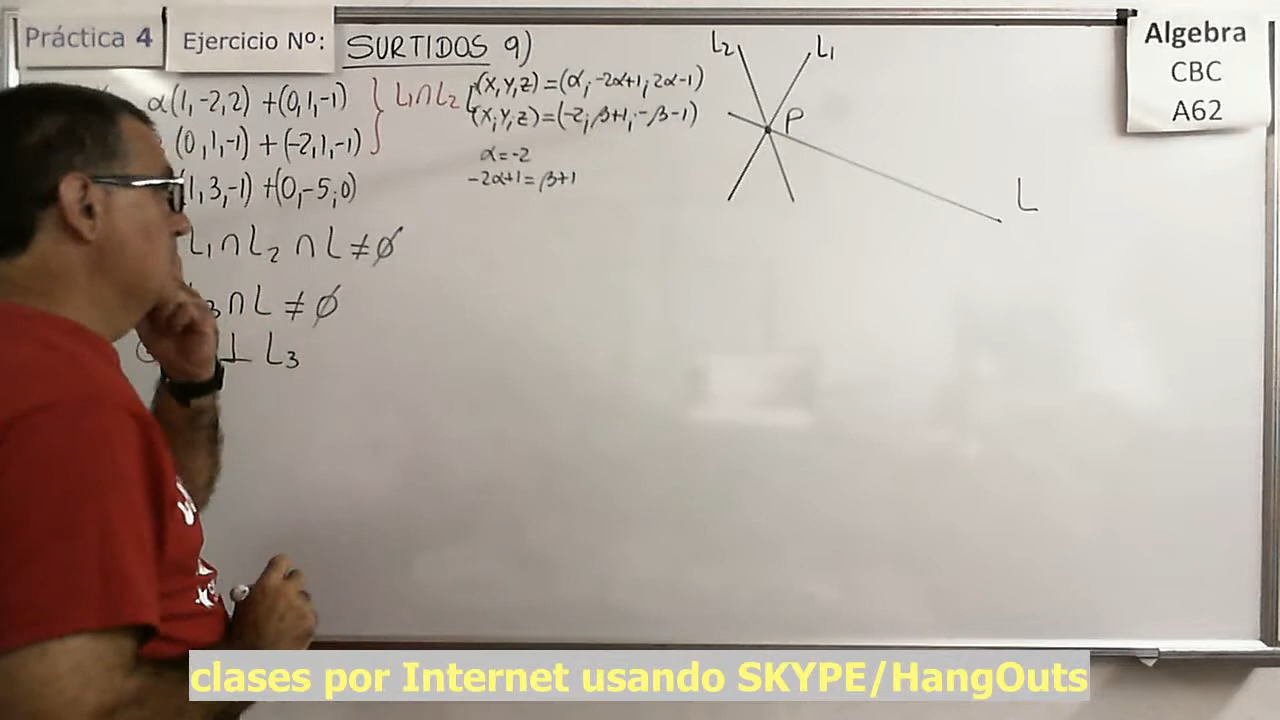 Práctica 4
Ejercicio Nº:
SURTIDOS 9)
α(1,-2,2) +(0,1,-1)
(0,1,-1) + (-2,1,-1)
(1,3,-1) +(0,-5,0)
L₁∩L₂
(x,y,z)=(α,-2α+1,2α-1)
(x,y,z)=(-2,β+1,-β-1)
α=-2
-2α+1=β+1
L₁∩L₂∩L≠∅
₃∩L≠∅
⊥ L₃
L₂
L₁
P
L
Algebra
CBC
A62
clases por Internet usando SKYPE/HangOuts